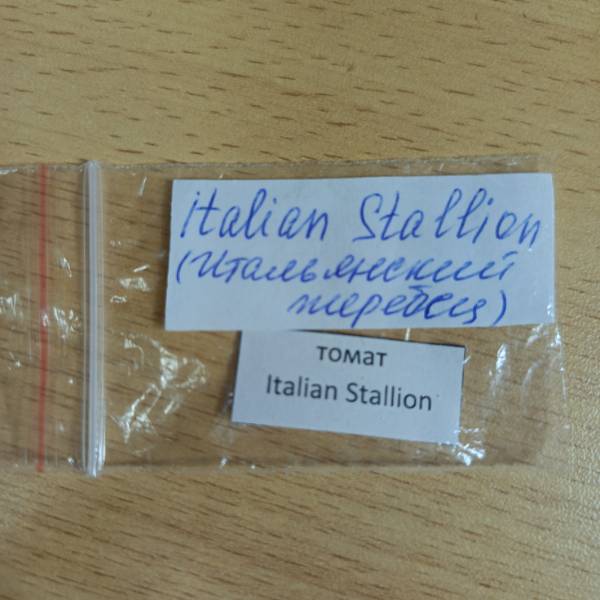 Italian Stallion
(Итальянский
жеребец)
томат
Italian Stallion